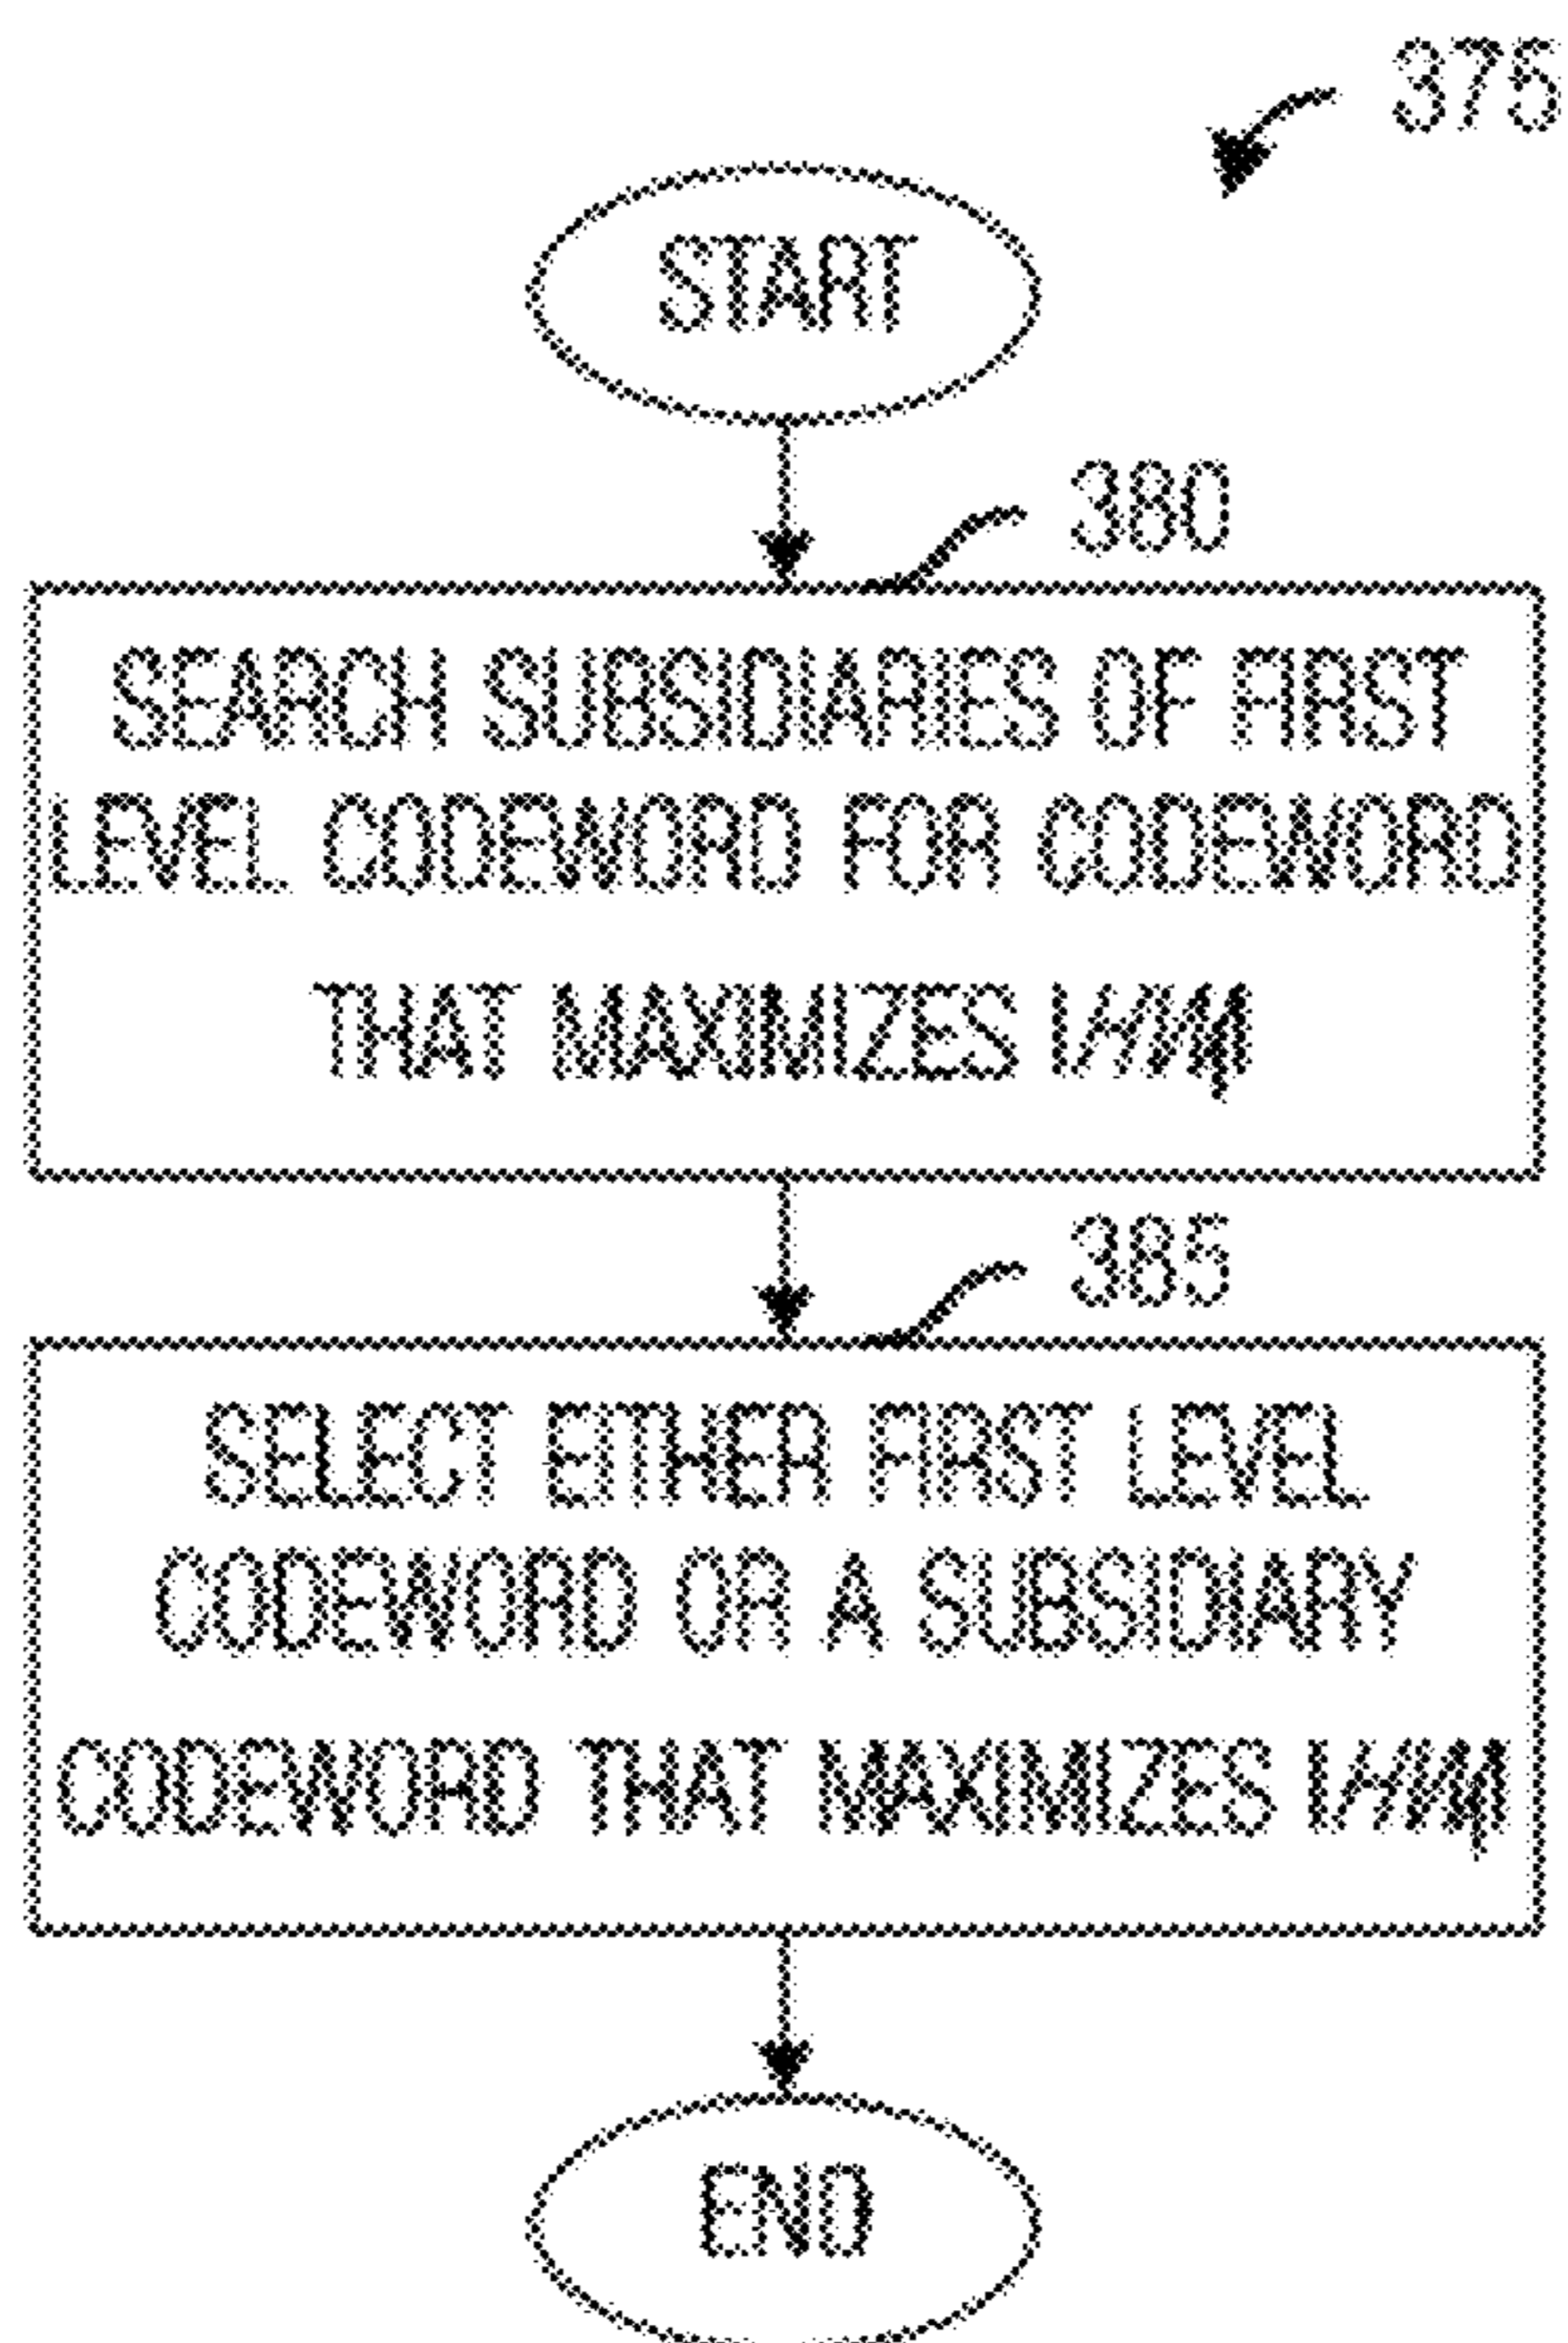 375
START
380
SEARCH SUBSIDIARIES OF FIRST
LEVEL CODEWORD FOR CODEWORD
THAT MAXIMIZES
385
SELECT EITHER FIRST LEVEL
CODEWORD OR A SUBSIDIARY
CODEWORD THAT MAXIMIZES
END